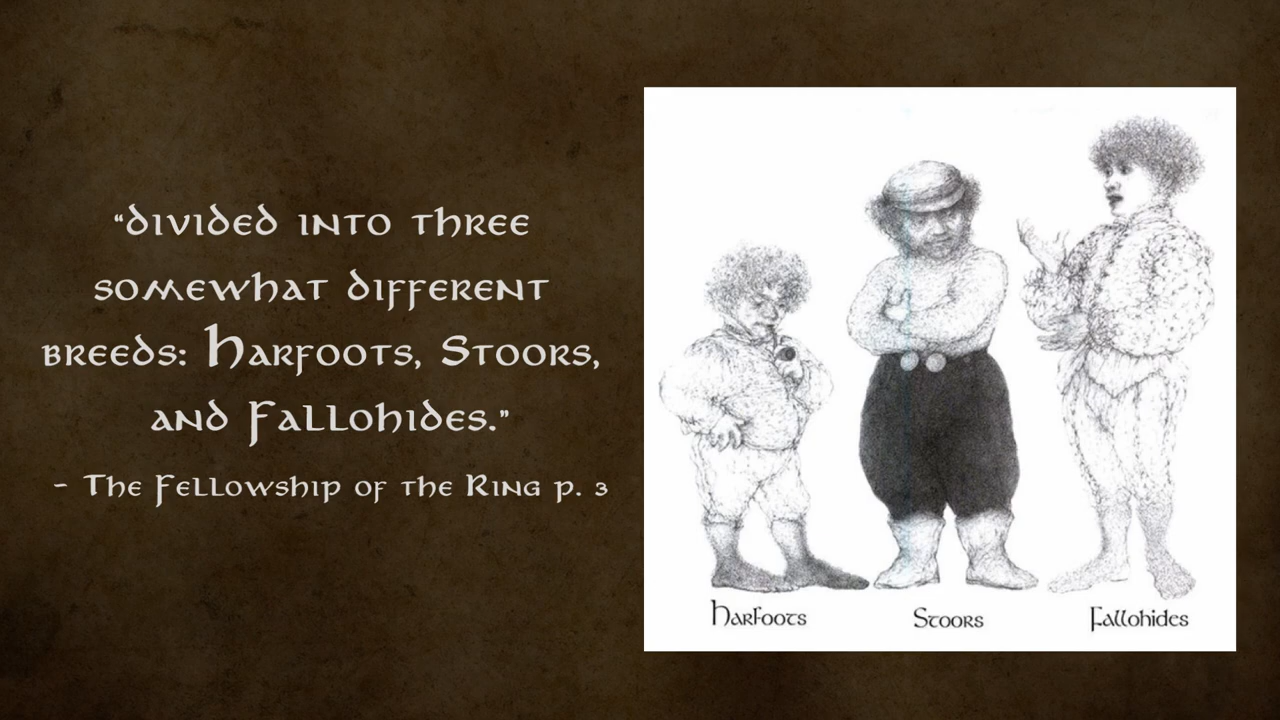 “divided into three
somewhat different
breeds: Harfoots, Stoors,
and Fallohides.”
- The Fellowship of the Ring p. 3
Harfoots Stoors Fallohides